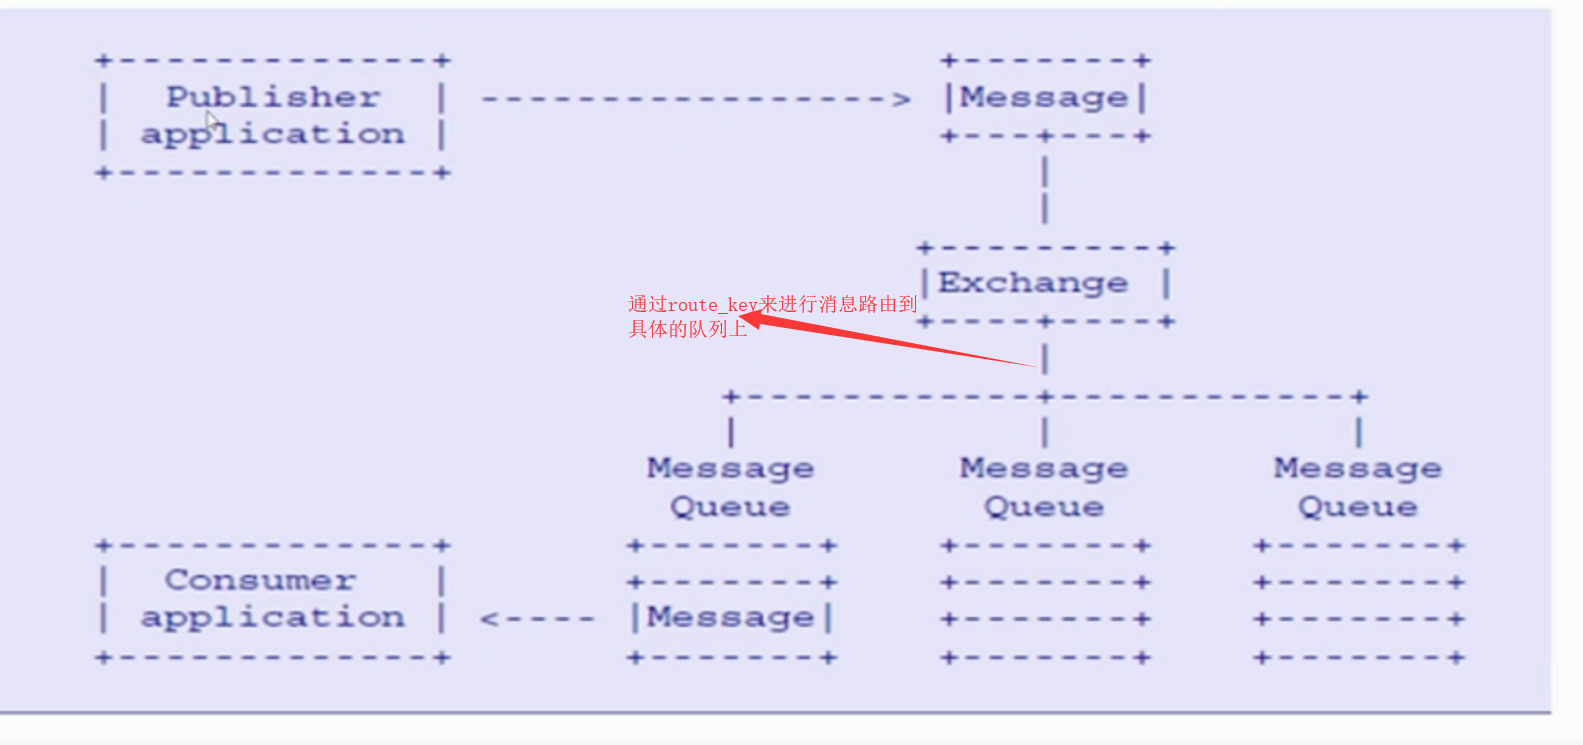 Publisher
application
Message
Exchange
通过route_key来进行消息路由到
具体的队列上
Message Message Message
Queue Queue Queue
Consumer
application
Message